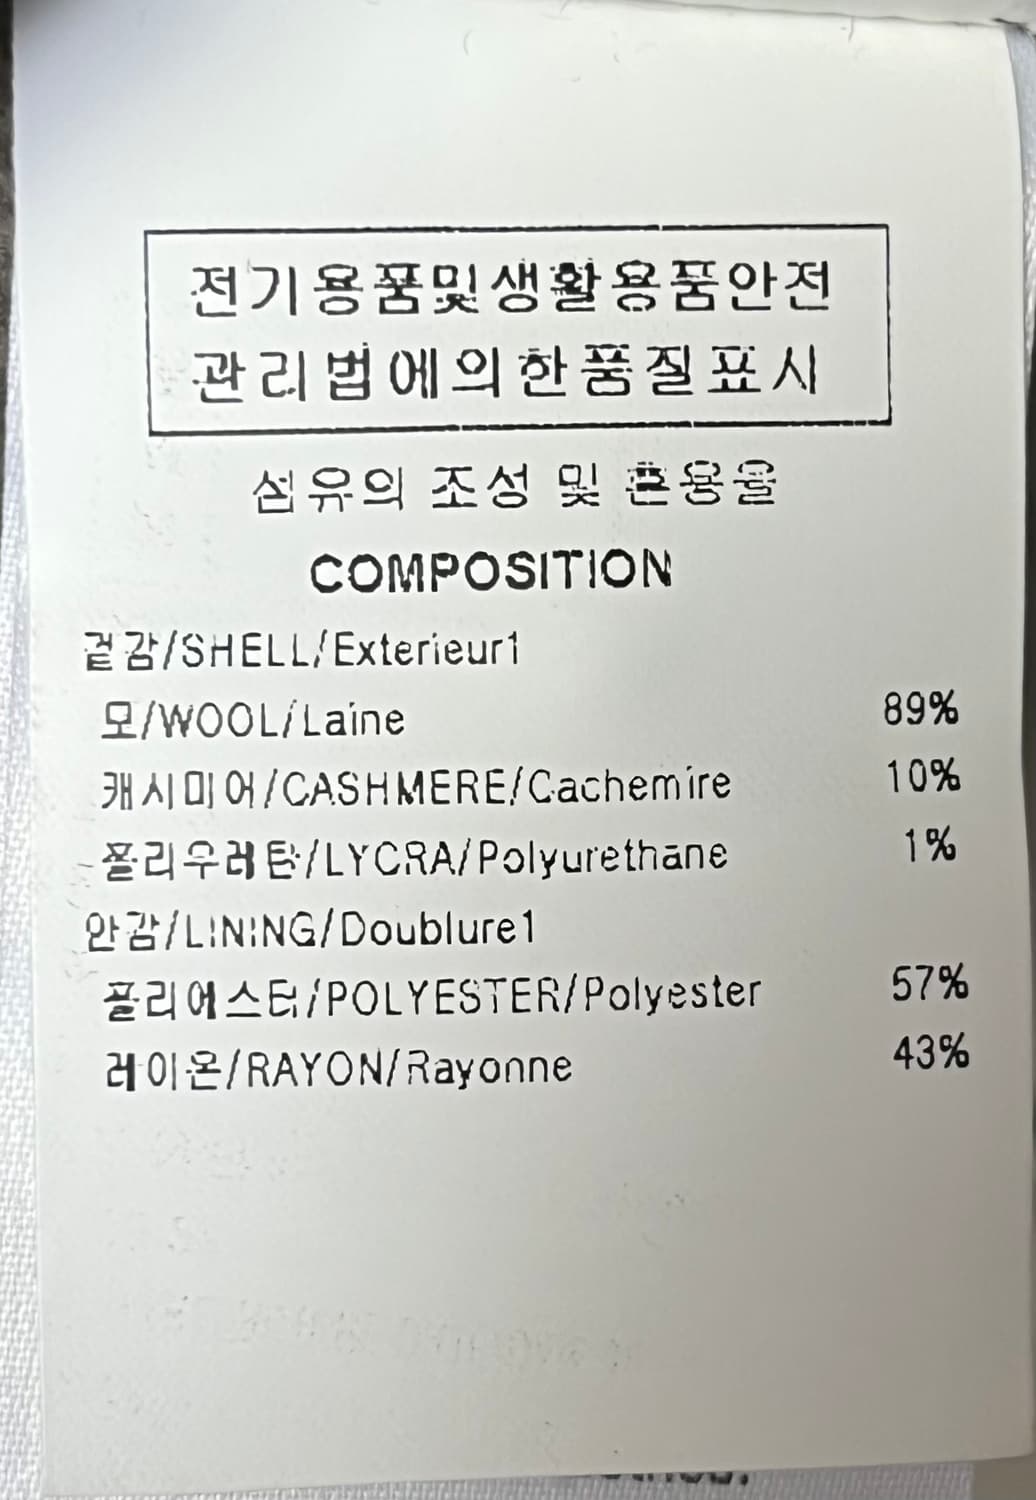 전기용품및생활용품안전
관리법에의한품질표시
섬유의 조성 및 혼용율
COMPOSITION
겉감/SHELL/Exterieur1
모/WOOL/Laine 89%
캐시미어/CASHMERE/Cachemire 10%
폴리우레탄/LYCRA/Polyurethane 1%
안감/LINING/Doublure1
폴리에스터/POLYESTER/Polyester 57%
레이온/RAYON/Rayonne 43%